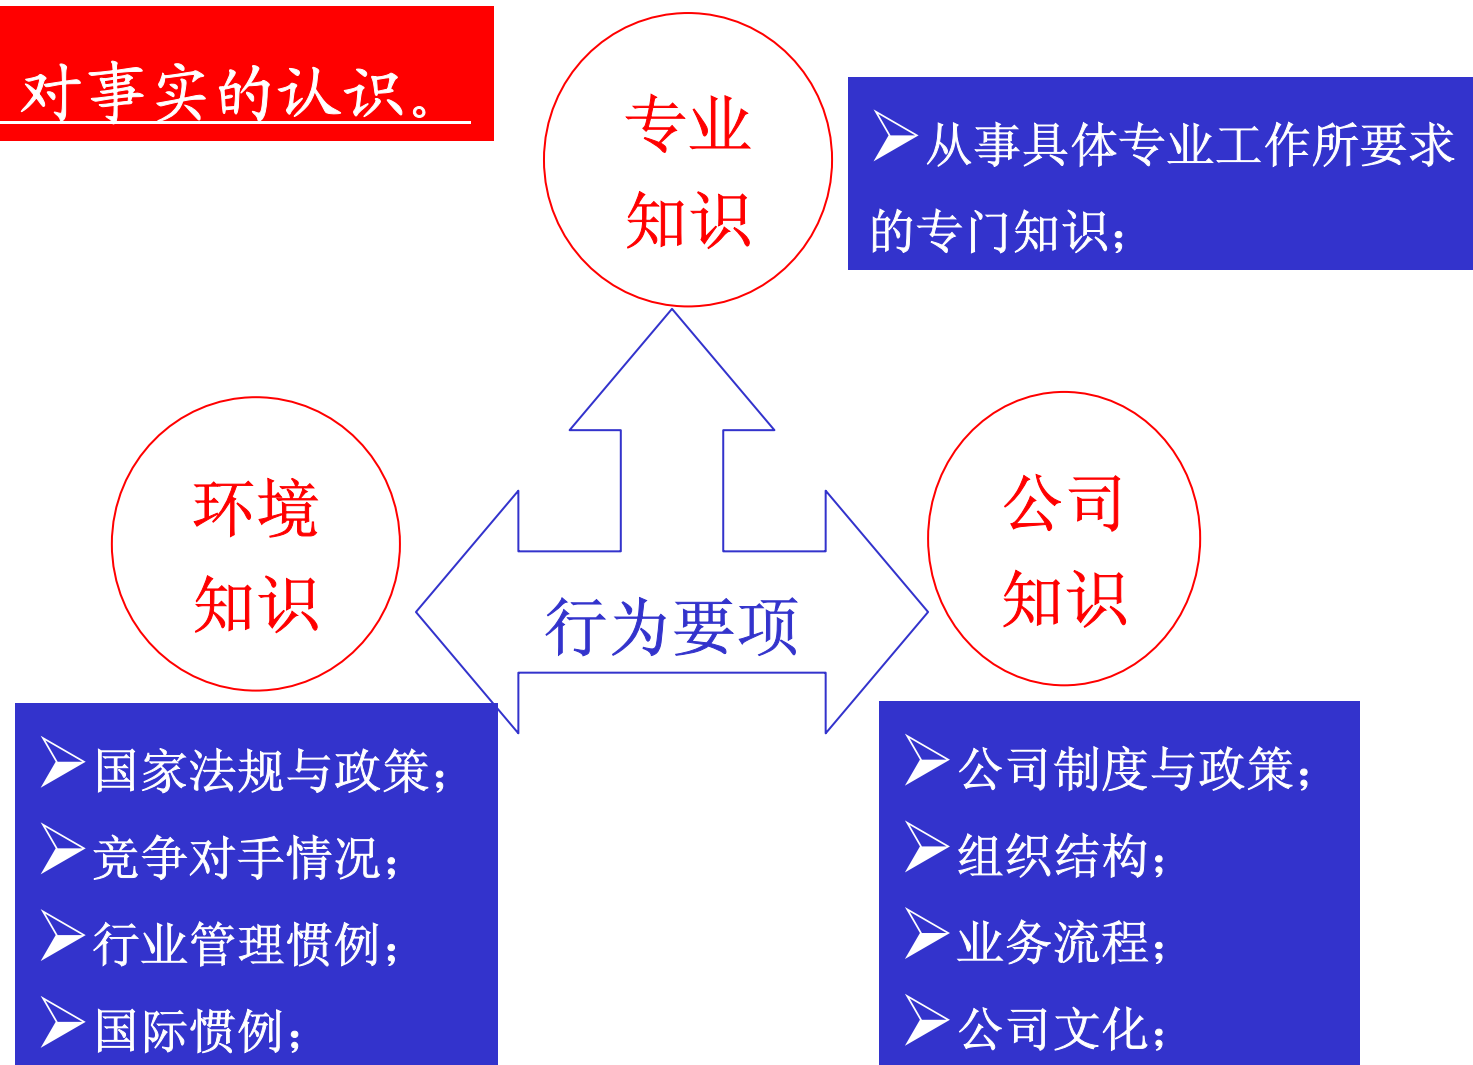 对事实的认识。
专业
知识
从事具体专业工作所要求
的专门知识；
环境
知识
公司
知识
行为要项
国家法规与政策；
竞争对手情况；
行业管理惯例；
国际惯例；
公司制度与政策；
组织结构；
业务流程；
公司文化；